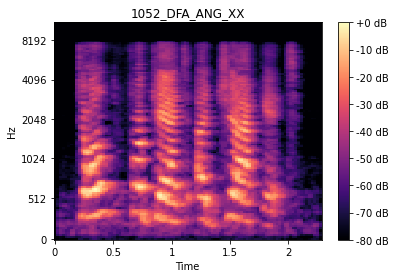 1052_DFA_ANG_XX
Hz
8192
4096
2048
1024
512
0
0
0.5
1
1.5
2
Time
+0 dB
-10 dB
-20 dB
-30 dB
-40 dB
-50 dB
-60 dB
-70 dB
-80 dB